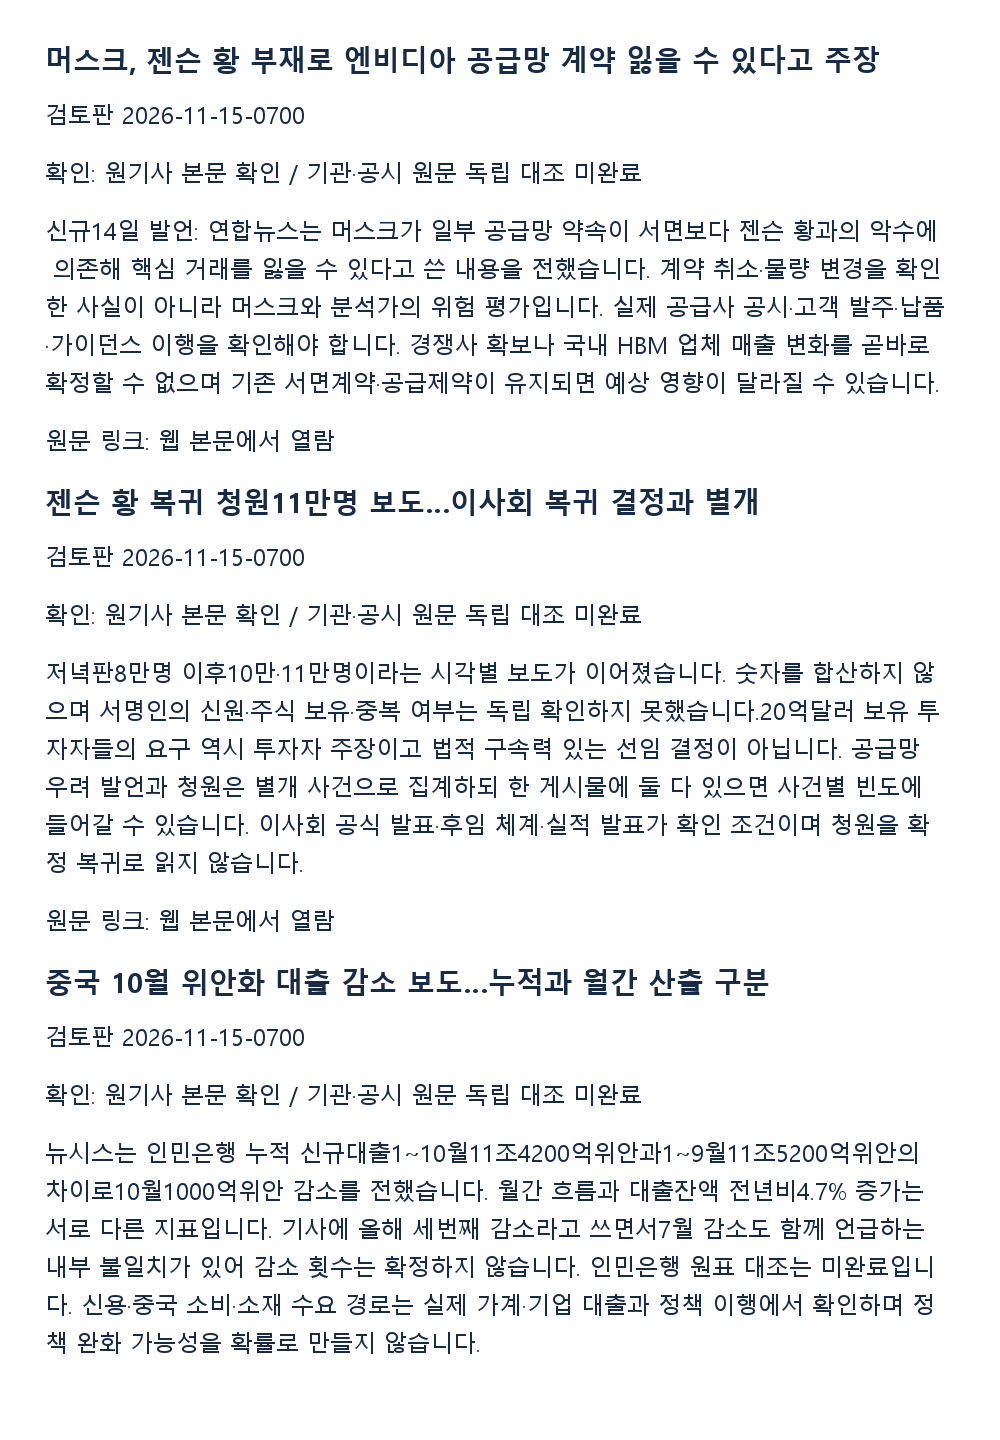 머스크, 젠슨 황 부재로 엔비디아 공급망 계약 잃을 수 있다고 주장
검토판 2026-11-15-0700
확인: 원기사 본문 확인 / 기관·공시 원문 독립 대조 미완료
신규14일 발언: 연합뉴스는 머스크가 일부 공급망 약속이 서면보다 젠슨 황과의 악수에
의존해 핵심 거래를 잃을 수 있다고 쓴 내용을 전했습니다. 계약 취소·물량 변경을 확인
한 사실이 아니라 머스크와 분석가의 위험 평가입니다. 실제 공급사 공시·고객 발주·납품
·가이던스 이행을 확인해야 합니다. 경쟁사 확보나 국내 HBM 업체 매출 변화를 곧바로
확정할 수 없으며 기존 서면계약·공급제약이 유지되면 예상 영향이 달라질 수 있습니다.
원문 링크: 웹 본문에서 열람
젠슨 황 복귀 청원11만명 보도...이사회 복귀 결정과 별개
검토판 2026-11-15-0700
확인: 원기사 본문 확인 / 기관·공시 원문 독립 대조 미완료
저녁판8만명 이후10만·11만명이라는 시각별 보도가 이어졌습니다. 숫자를 합산하지 않
으며 서명인의 신원·주식 보유·중복 여부는 독립 확인하지 못했습니다.20억달러 보유 투
자자들의 요구 역시 투자자 주장이고 법적 구속력 있는 선임 결정이 아닙니다. 공급망
우려 발언과 청원은 별개 사건으로 집계하되 한 게시물에 둘 다 있으면 사건별 빈도에
들어갈 수 있습니다. 이사회 공식 발표·후임 체계·실적 발표가 확인 조건이며 청원을 확
정 복귀로 읽지 않습니다.
원문 링크: 웹 본문에서 열람
중국 10월 위안화 대출 감소 보도...누적과 월간 산출 구분
검토판 2026-11-15-0700
확인: 원기사 본문 확인 / 기관·공시 원문 독립 대조 미완료
뉴시스는 인민은행 누적 신규대출1~10월11조4200억위안과1~9월11조5200억위안의
차이로10월1000억위안 감소를 전했습니다. 월간 흐름과 대출잔액 전년비4.7% 증가는
서로 다른 지표입니다. 기사에 올해 세번째 감소라고 쓰면서7월 감소도 함께 언급하는
내부 불일치가 있어 감소 횟수는 확정하지 않습니다. 인민은행 원표 대조는 미완료입니
다. 신용·중국 소비·소재 수요 경로는 실제 가계·기업 대출과 정책 이행에서 확인하며 정
책 완화 가능성을 확률로 만들지 않습니다.